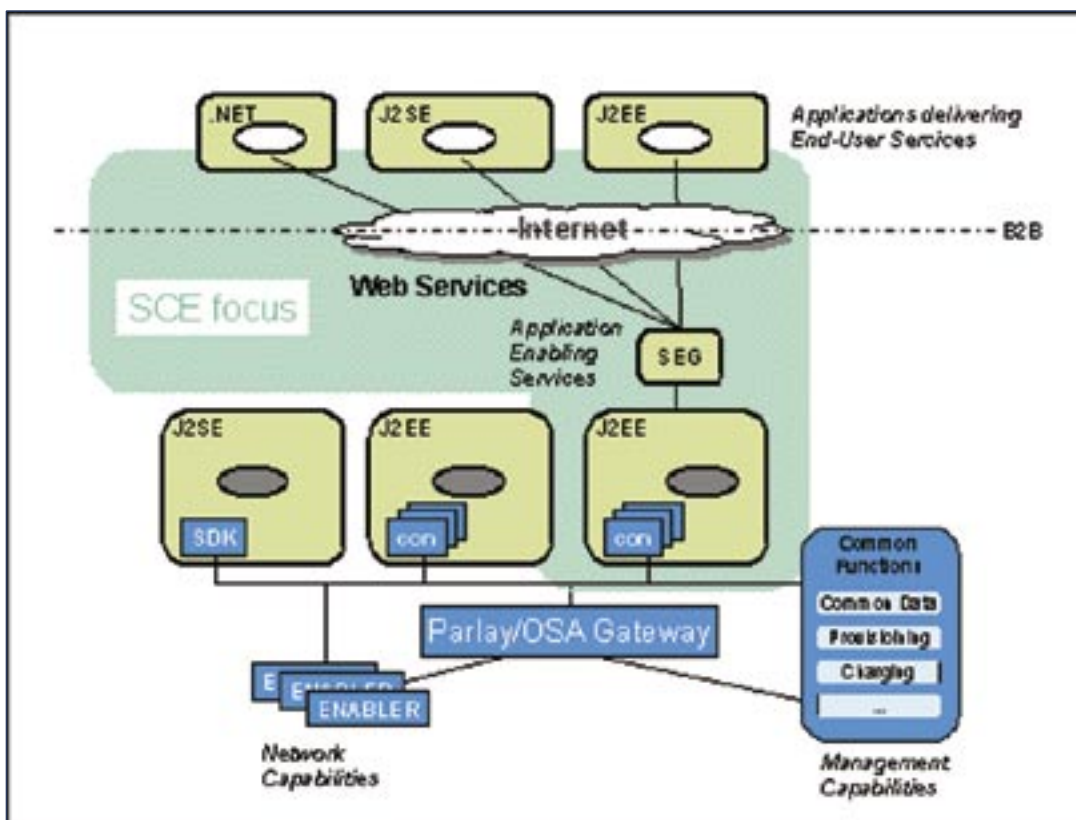 .NET
J2SE
J2EE
Applications delivering
End-User Services
Internet
B2B
Web Services
SCE focus
Application
Enabling
Services
SEG
J2SE
J2EE
J2EE
SDK
con
con
Common
Functions
Common Data
Provisioning
Charging
...
Parlay/OSA Gateway
E
ENABLER
ENABLER
Network
Capabilities
Management
Capabilities